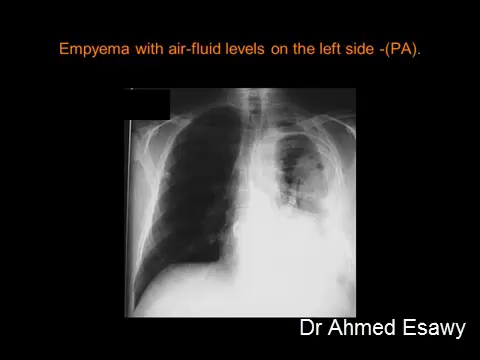 Empyema with air-fluid levels on the left side -(PA).
Dr Ahmed Esawy